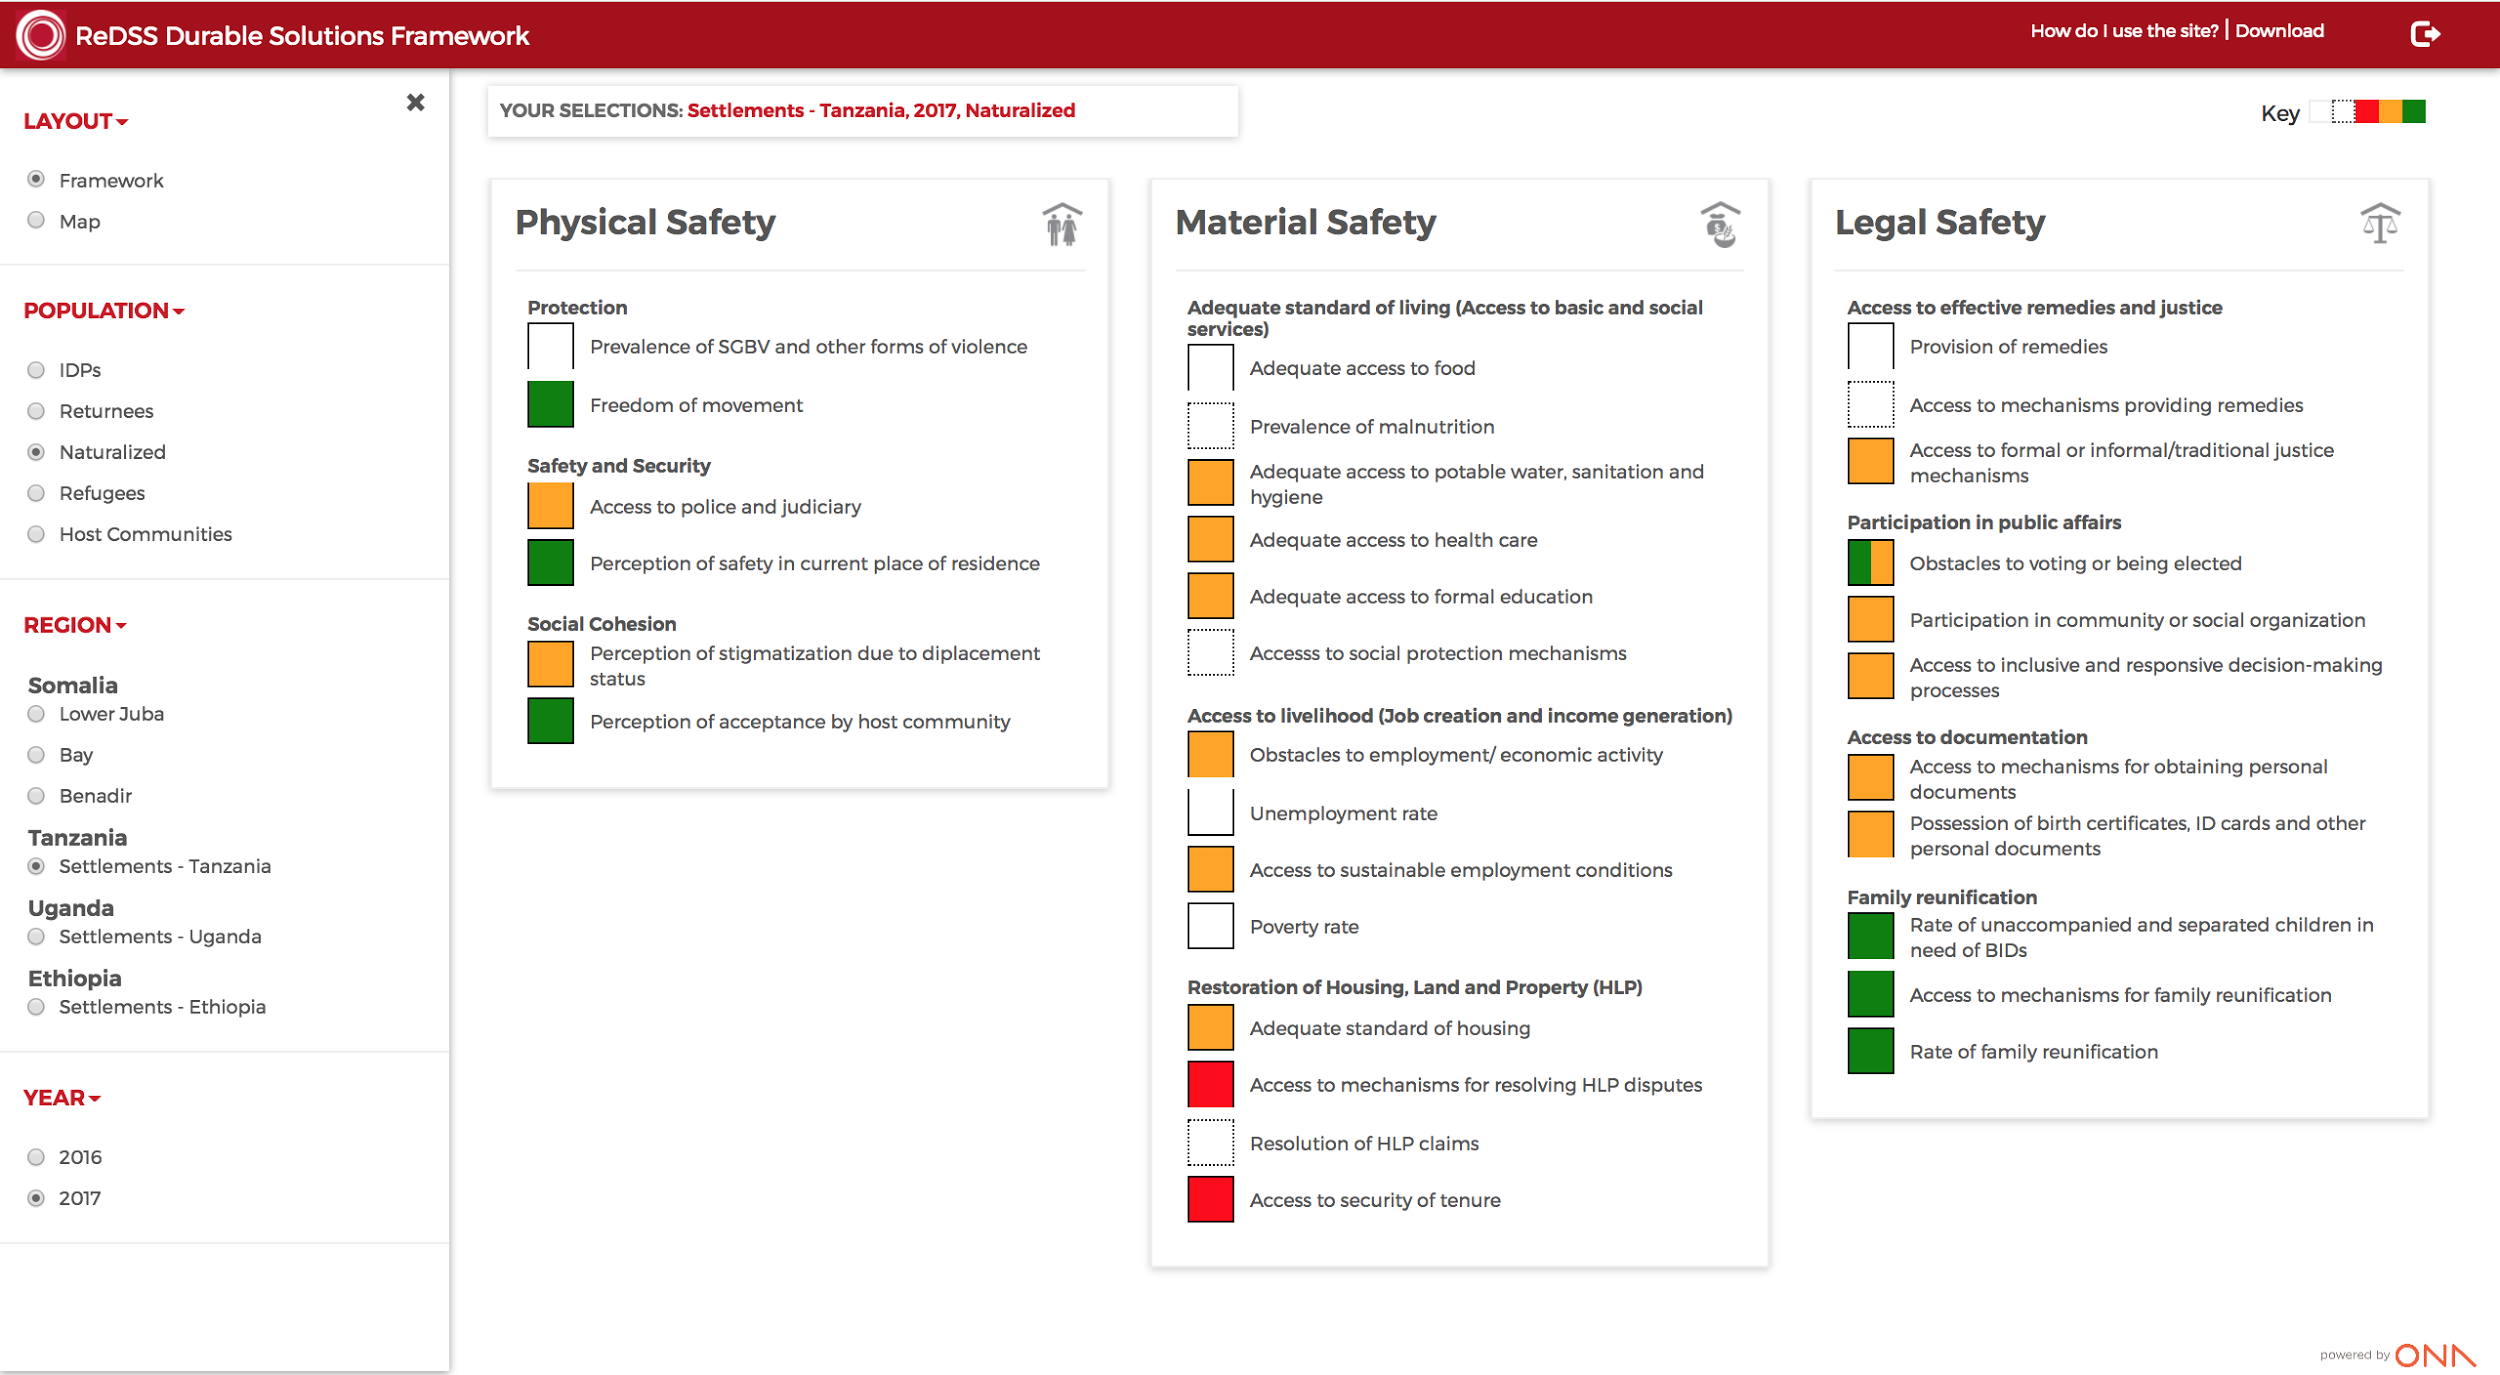 ReDSS Durable Solutions Framework
How do I use the site? | Download
LAYOUT
Framework
Map
POPULATION
IDPs
Returnees
Naturalized
Refugees
Host Communities
REGION
Somalia
Lower Juba
Bay
Benadir
Tanzania
Settlements - Tanzania
Uganda
Settlements - Uganda
Ethiopia
Settlements - Ethiopia
YEAR
2016
2017
YOUR SELECTIONS: Settlements - Tanzania, 2017, Naturalized
Key
Physical Safety
Protection
Prevalence of SGBV and other forms of violence
Freedom of movement
Safety and Security
Access to police and judiciary
Perception of safety in current place of residence
Social Cohesion
Perception of stigmatization due to diplacement
status
Perception of acceptance by host community
Material Safety
Adequate standard of living (Access to basic and social
services)
Adequate access to food
Prevalence of malnutrition
Adequate access to potable water, sanitation and
hygiene
Adequate access to health care
Adequate access to formal education
Accesss to social protection mechanisms
Access to livelihood (Job creation and income generation)
Obstacles to employment/ economic activity
Unemployment rate
Access to sustainable employment conditions
Poverty rate
Restoration of Housing, Land and Property (HLP)
Adequate standard of housing
Access to mechanisms for resolving HLP disputes
Resolution of HLP claims
Access to security of tenure
Legal Safety
Access to effective remedies and justice
Provision of remedies
Access to mechanisms providing remedies
Access to formal or informal/traditional justice
mechanisms
Participation in public affairs
Obstacles to voting or being elected
Participation in community or social organization
Access to inclusive and responsive decision-making
processes
Access to documentation
Access to mechanisms for obtaining personal
documents
Possession of birth certificates, ID cards and other
personal documents
Family reunification
Rate of unaccompanied and separated children in
need of BIDs
Access to mechanisms for family reunification
Rate of family reunification
powered by ONA